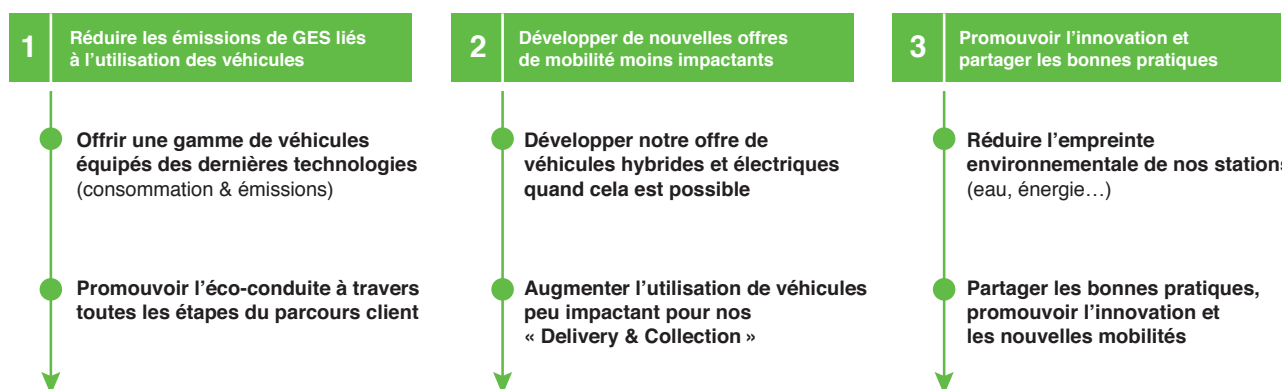 1
Réduire les émissions de GES liés
à l’utilisation des véhicules
Offrir une gamme de véhicules
équipés des dernières technologies
(consommation & émissions)
Promouvoir l’éco-conduite à travers
toutes les étapes du parcours client
2
Développer de nouvelles offres
de mobilité moins impactants
Développer notre offre de
véhicules hybrides et électriques
quand cela est possible
Augmenter l’utilisation de véhicules
peu impactant pour nos
« Delivery & Collection »
3
Promouvoir l’innovation et
partager les bonnes pratiques
Réduire l’empreinte
environnementale de nos stations
(eau, énergie…)
Partager les bonnes pratiques,
promouvoir l’innovation et
les nouvelles mobilités